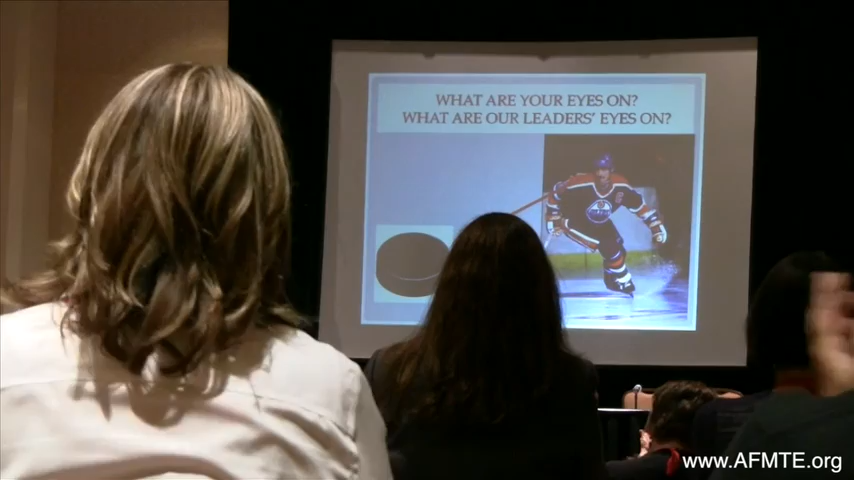 WHAT ARE YOUR EYES ON?
WHAT ARE OUR LEADERS' EYES ON?
www.AFMTE.org